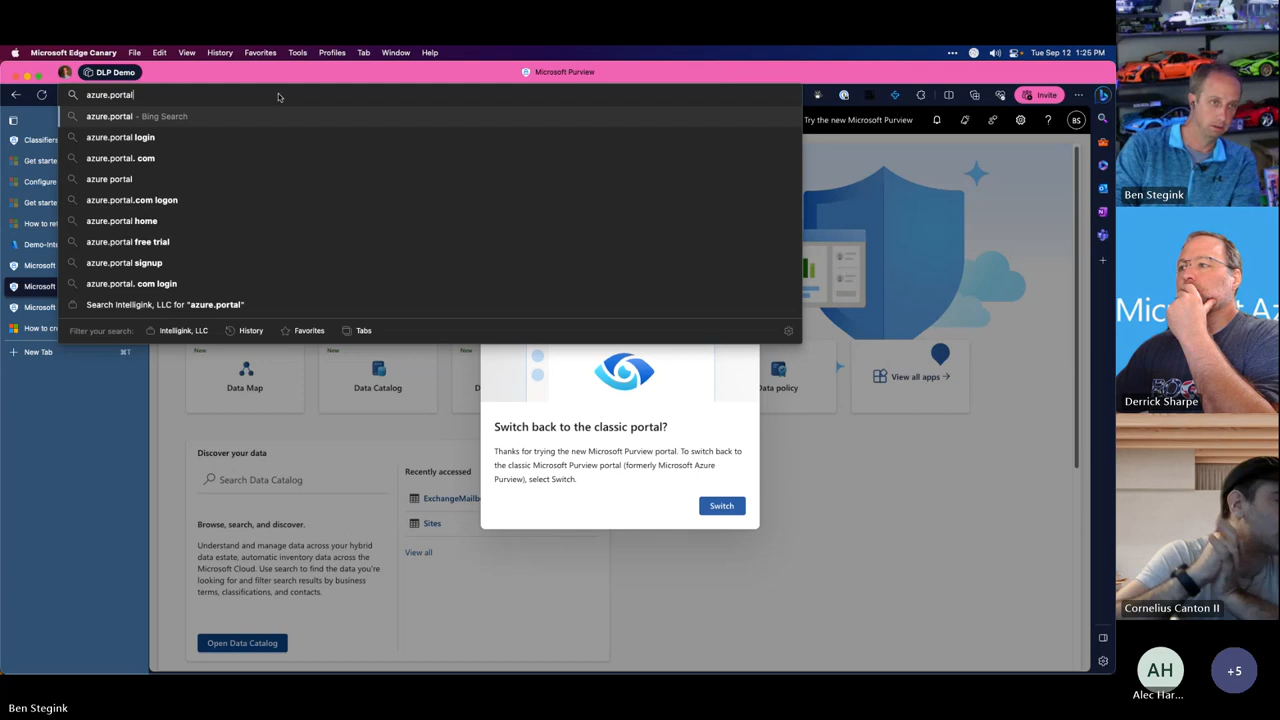 Microsoft Edge Canary File Edit View History Favorites Tools Profiles Tab Window Help
Tue Sep 12 1:25 PM
DLP Demo
Microsoft Purview
azure.portal
Invite
azure.portal - Bing Search
azure.portal login
azure.portal. com
azure portal
azure.portal.com logon
azure.portal home
azure.portal free trial
azure.portal signup
azure.portal. com login
Search Intelligink, LLC for "azure.portal"
Filter your search: Intelligink, LLC History Favorites Tabs
Classifiers
Get starte
Configure
Get starte
How to re
Demo-Int
Microsoft
Microsoft
Microsoft
How to cr
New Tab ⌘T
Try the new Microsoft Purview
BS
New
New
Data Map
Data Catalog
D
Data policy
View all apps
Switch back to the classic portal?
Thanks for trying the new Microsoft Purview portal. To switch back
to the classic Microsoft Purview portal (formerly Microsoft Azure
Purview), select Switch.
Switch
Discover your data
Search Data Catalog
Browse, search, and discover.
Understand and manage data across your hybrid
data estate, automatic inventory data across the
Microsoft Cloud. Use search to find the data you're
looking for and filter search results by business
terms, classifications, and contacts.
Open Data Catalog
Recently accessed
ExchangeMailb
Sites
View all
Ben Stegink
Microsoft Az
Derrick Sharpe
Cornelius Canton II
AH
Alec Har...
+5
Ben Stegink